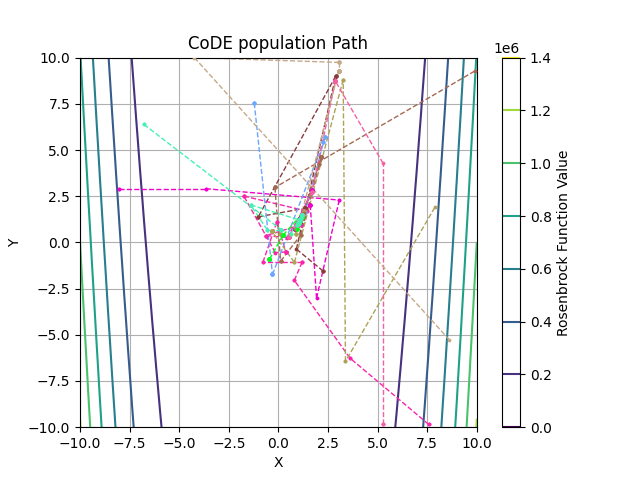 CoDE population Path
1e6
10.0
7.5
5.0
2.5
0.0
−2.5
−5.0
−7.5
−10.0
Y
−10.0 −7.5 −5.0 −2.5 0.0 2.5 5.0 7.5 10.0
X
1.4
1.2
1.0
0.8
0.6
0.4
0.2
0.0
Rosenbrock Function Value